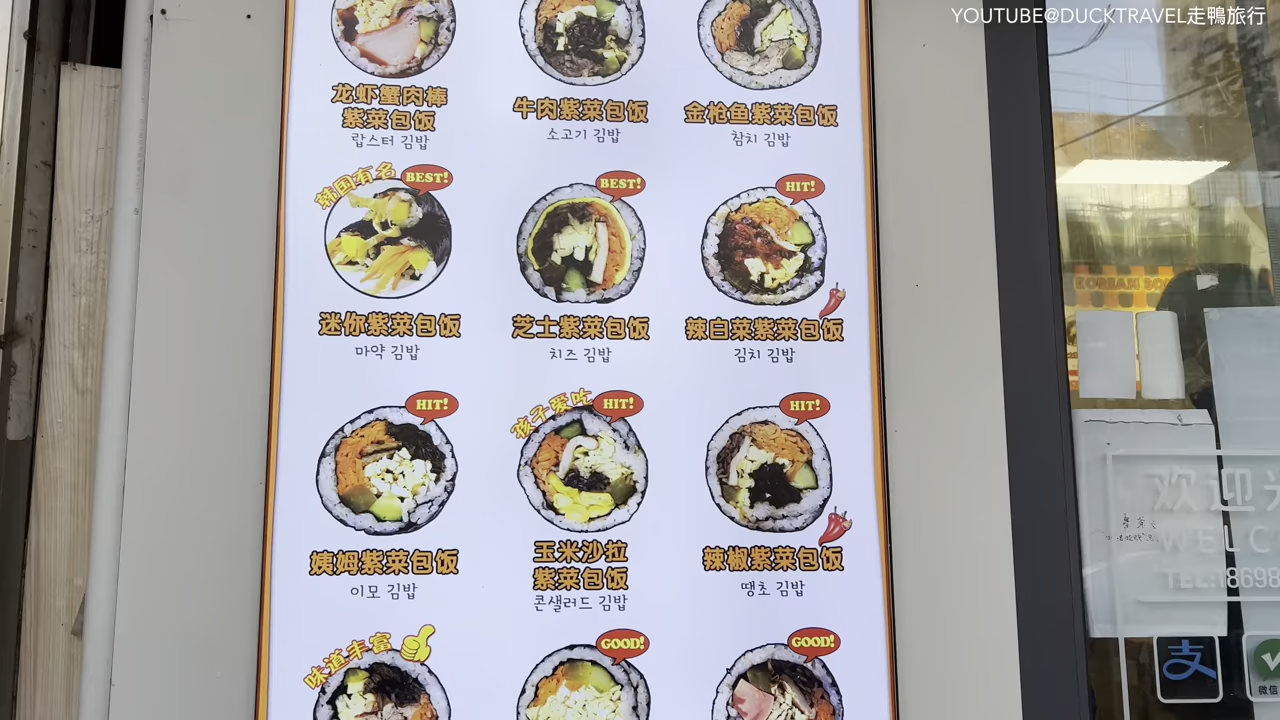 YOUTUBE@DUCKTRAVEL走鴨旅行
龙虾蟹肉棒
紫菜包饭
랍스터 김밥
牛肉紫菜包饭
소고기 김밥
金枪鱼紫菜包饭
참치 김밥
韩国有名
BEST!
迷你紫菜包饭
마약 김밥
BEST!
芝士紫菜包饭
치즈 김밥
HIT!
辣白菜紫菜包饭
김치 김밥
HIT!
姨姆紫菜包饭
이모 김밥
孩子爱吃
HIT!
玉米沙拉
紫菜包饭
콘샐러드 김밥
HIT!
辣椒紫菜包饭
땡초 김밥
味道丰富
GOOD!
GOOD!
欢迎
WELC
TEL:18698
支
微信